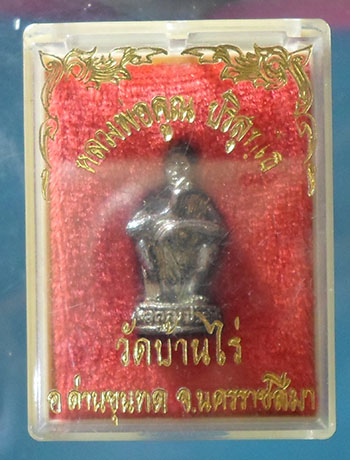 หลวงพ่อคูณ ปริสุทฺโธ
วัดบ้านไร่
อ.ด่านขุนทด จ.นครราชสีมา